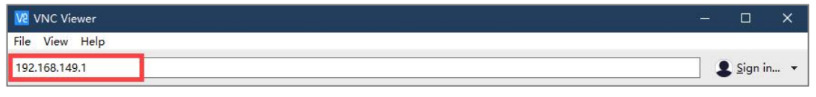 VNC Viewer
File View Help
192.168.149.1 Sign in...